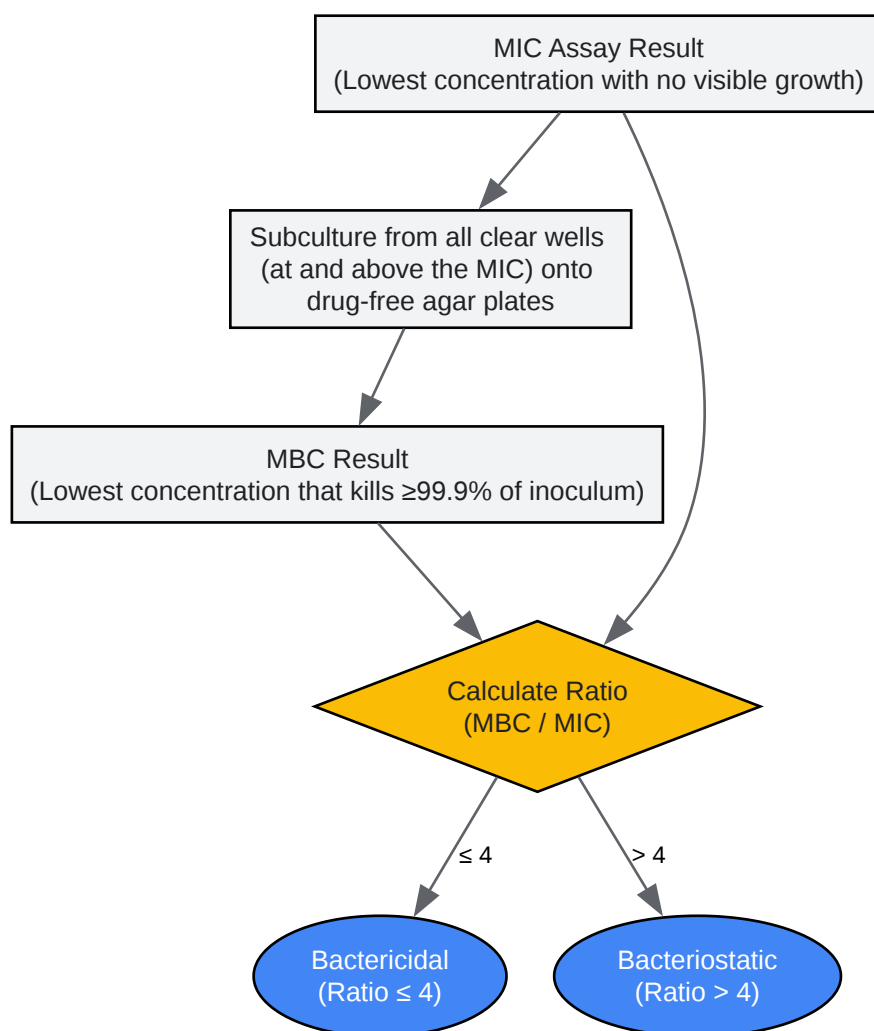 MIC Assay Result
(Lowest concentration with no visible growth)
Subculture from all clear wells
(at and above the MIC) onto
drug-free agar plates
MBC Result
(Lowest concentration that kills ≥99.9% of inoculum)
Calculate Ratio
(MBC / MIC)
≤ 4
> 4
Bactericidal
(Ratio ≤ 4)
Bacteriostatic
(Ratio > 4)